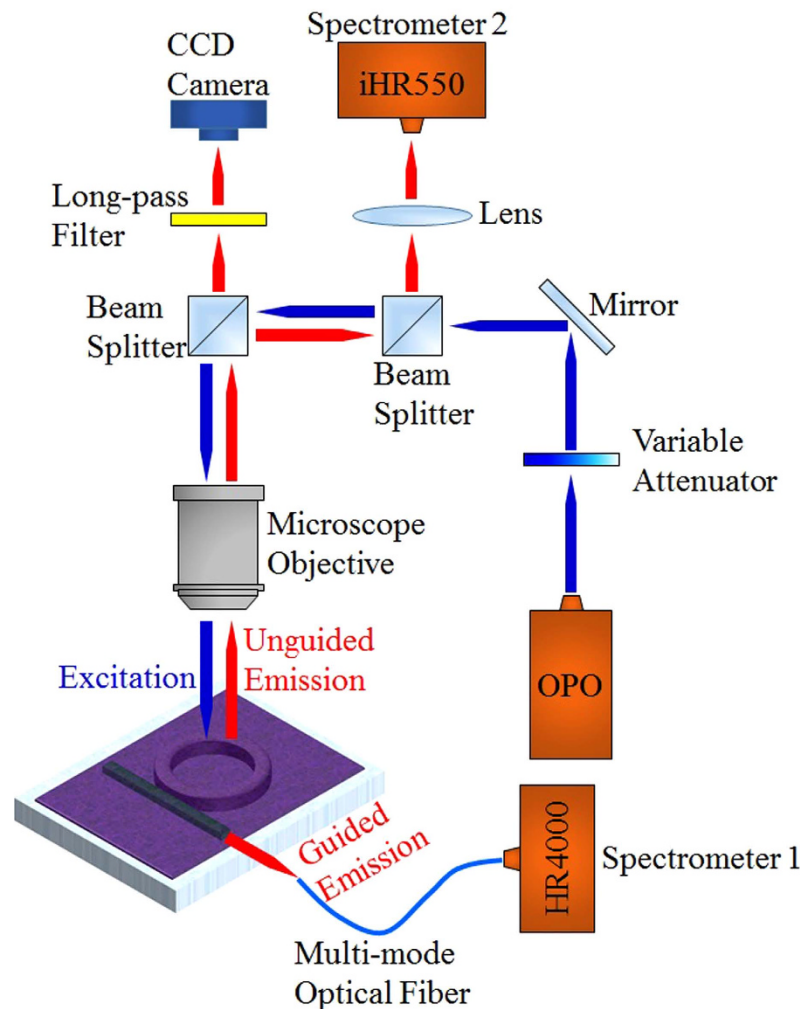 Spectrometer 2
CCD
Camera
iHR550
Long-pass
Filter
Lens
Beam
Splitter
Mirror
Beam
Splitter
Variable
Attenuator
Microscope
Objective
Unguided
Emission
Excitation
OPO
Guided
Emission
HR4000
Spectrometer 1
Multi-mode
Optical Fiber